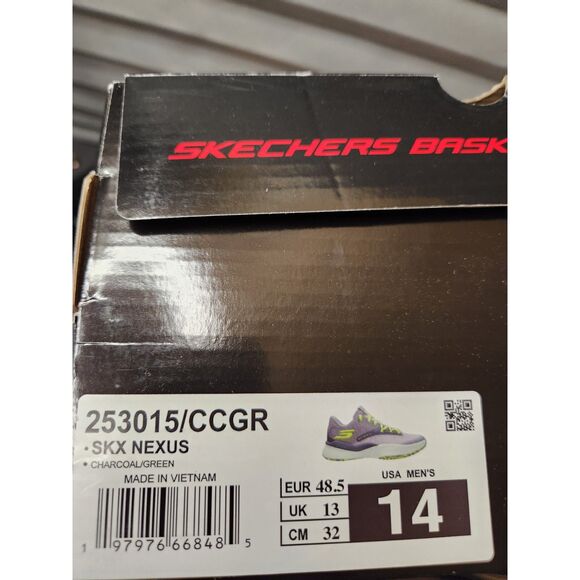 SKECHERS BASK
253015/CCGR
• SKX NEXUS
• CHARCOAL/GREEN
MADE IN VIETNAM
1 97976 66848 5
EUR 48.5
UK 13
CM 32
USA MEN'S
14